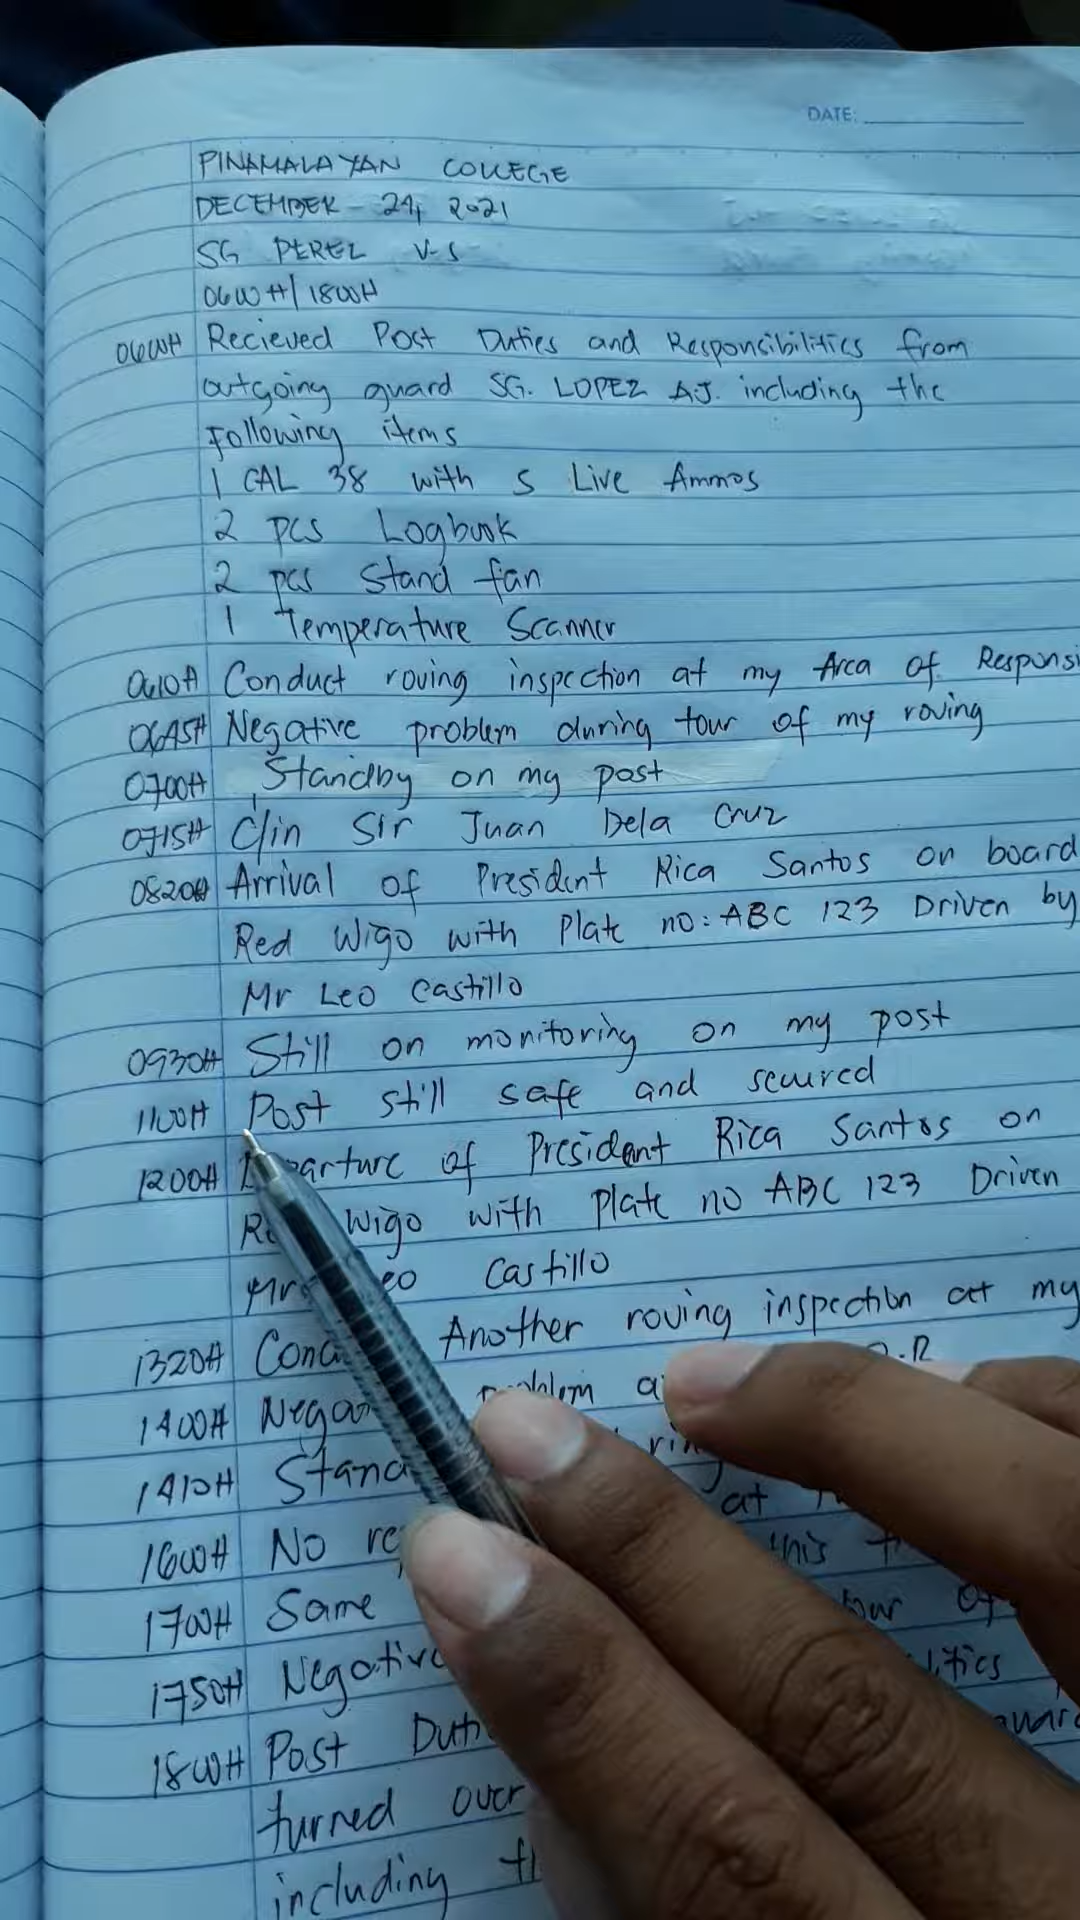 DATE:
PINAMALAYAN COLLEGE
DECEMBER - 24, 2021
SG PEREZ V-S
0600H/1800H
0600H Recieved Post Duties and Responsibilities from
outgoing guard SG. LOPEZ A.J. including the
Following items
1 CAL 38 with 5 Live Ammos
2 pcs Logbook
2 pcs Stand fan
1 Temperature Scanner
0610H Conduct roving inspection at my Area of Responsi
0645H Negative problem during tour of my roving
0700H Standby on my post
0715H C/in Sir Juan Dela Cruz
0820H Arrival of President Rica Santos on board
Red Wigo with Plate no: ABC 123 Driven by
Mr Leo Castillo
0930H Still on monitoring on my post
1100H Post still safe and secured
1200H of President Rica Santos on
Wigo with Plate no ABC 123 Driven
Mr Castillo
1320H Another roving inspection at my
1400H problem
1410H
1600H No
at
1700H Same this
1750H Negative of
1800H Post
turned over
including